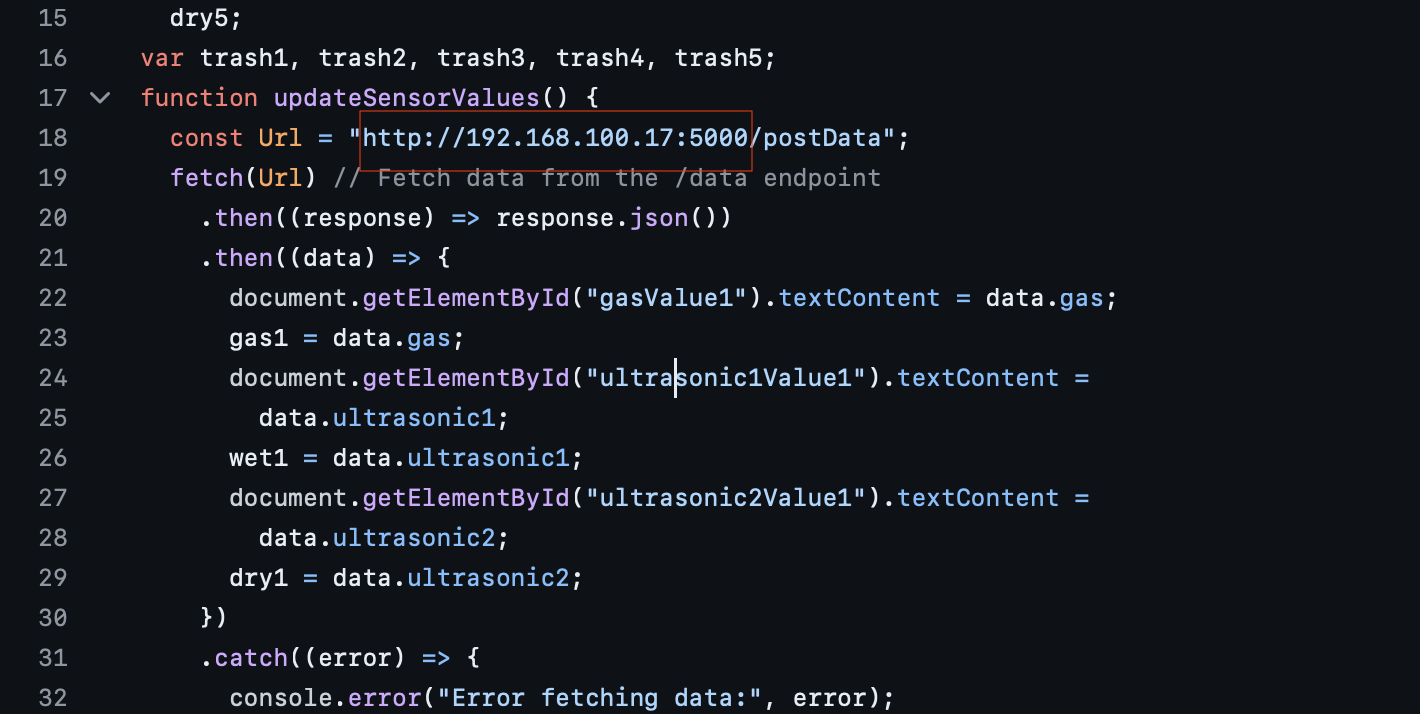 15 dry5;
16 var trash1, trash2, trash3, trash4, trash5;
17 function updateSensorValues() {
18 const Url = "http://192.168.100.17:5000/postData";
19 fetch(Url) // Fetch data from the /data endpoint
20 .then((response) => response.json())
21 .then((data) => {
22 document.getElementById("gasValue1").textContent = data.gas;
23 gas1 = data.gas;
24 document.getElementById("ultrasonic1Value1").textContent =
25 data.ultrasonic1;
26 wet1 = data.ultrasonic1;
27 document.getElementById("ultrasonic2Value1").textContent =
28 data.ultrasonic2;
29 dry1 = data.ultrasonic2;
30 })
31 .catch((error) => {
32 console.error("Error fetching data:", error);